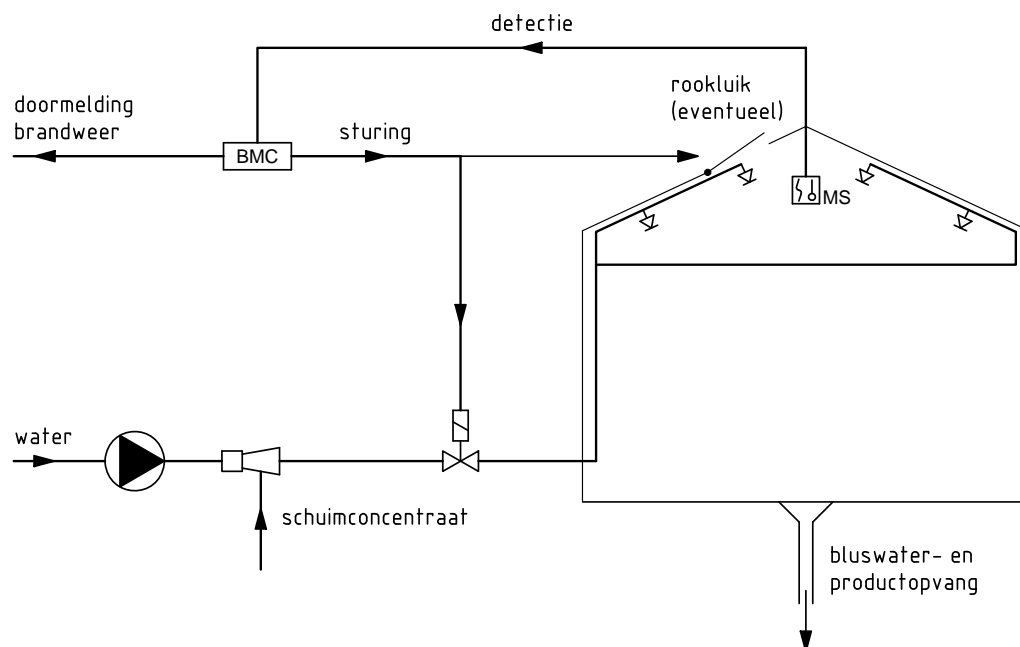 detectie
rookluik
(eventueel)
doormelding
brandweer
sturing
BMC
MS
water
schuimconcentraat
bluswater- en
productopvang